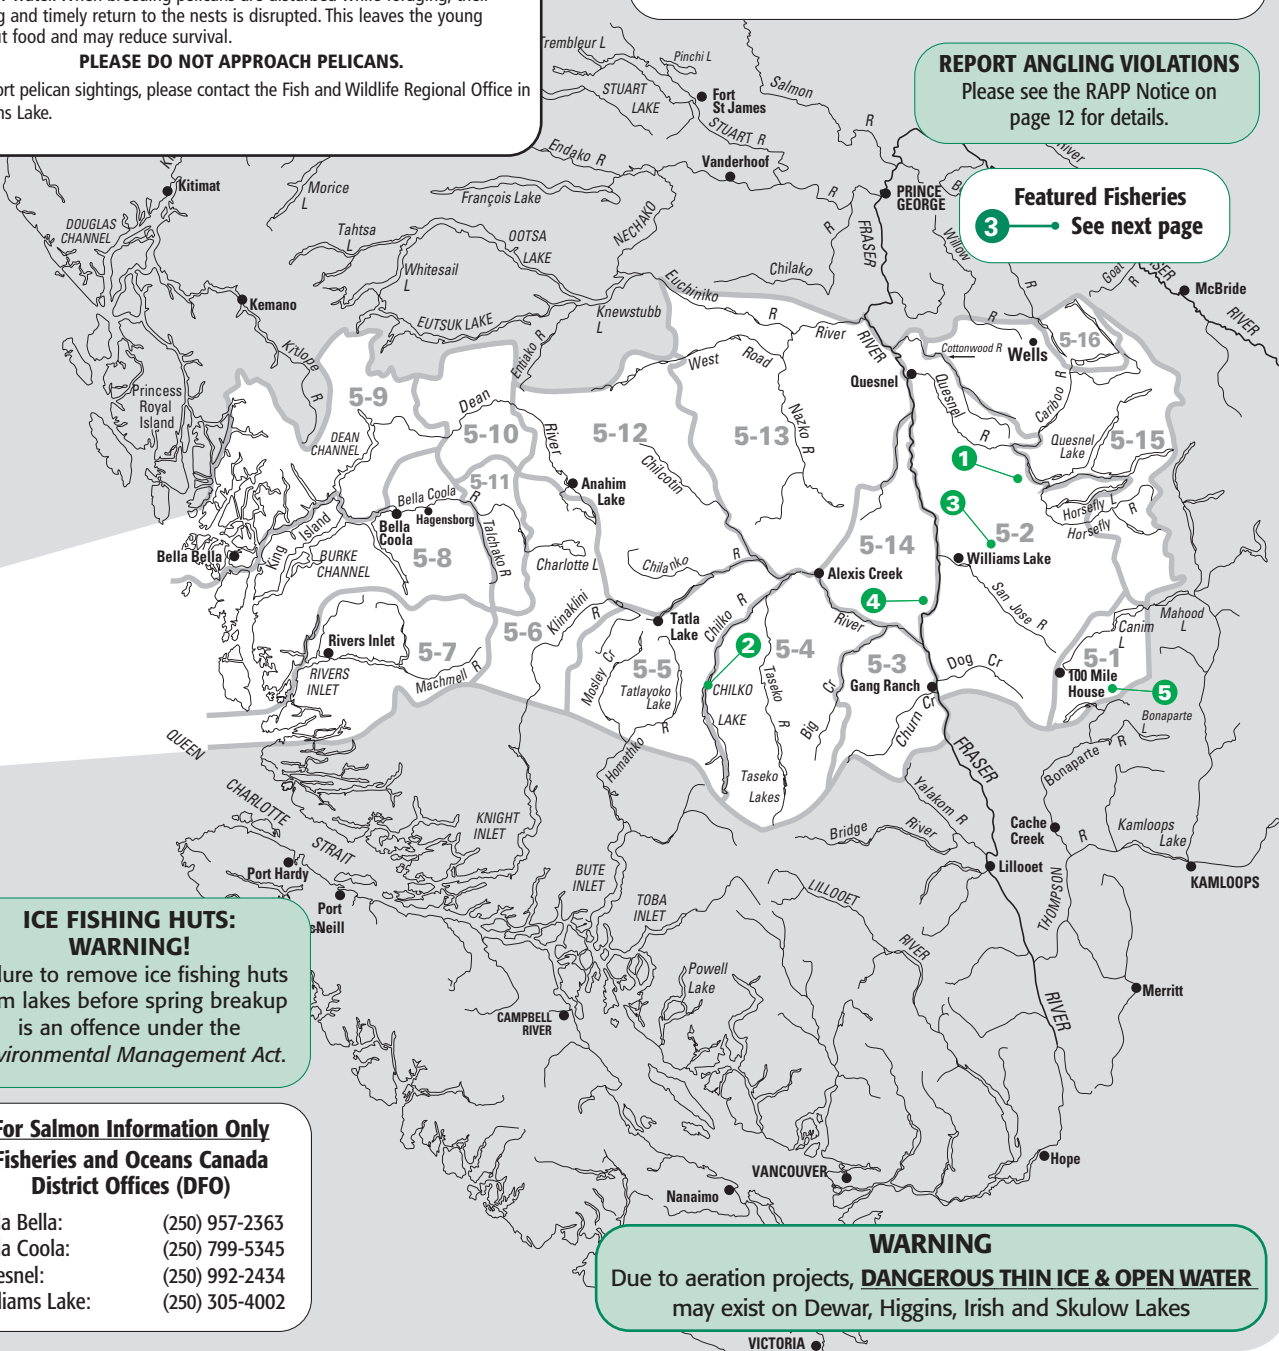 g and timely return to the nests is disrupted. This leaves the young
ut food and may reduce survival.
PLEASE DO NOT APPROACH PELICANS.
ort pelican sightings, please contact the Fish and Wildlife Regional Office in
ns Lake.
REPORT ANGLING VIOLATIONS
Please see the RAPP Notice on
page 12 for details.
Featured Fisheries
3 See next page
Trembleur L
Pinchi L
STUART
LAKE
Fort
St James
Salmon
R
STUART R
Endako R
Vanderhoof
R
PRINCE
GEORGE
River
Kitimat
Morice
L
François Lake
NECHAKO
R
FRASER
Willow
R
DOUGLAS
CHANNEL
Tahtsa
L
OOTSA
LAKE
Whitesail
L
Chilako
Goat
R
McBride
RIVER
Kemano
EUTSUK LAKE
Knewstubb
L
Euchiniko
R
River
RIVER
R
Cottonwood R
Wells
5-16
Kitlope
R
Entiako R
West
Road
Quesnel
Quesnel
R
Cariboo R
Princess
Royal
Island
5-9
Dean
River
5-10
DEAN
CHANNEL
5-12
5-13
Nazko R
Quesnel
Lake
5-15
1
Chilcotin
R
5-11
Anahim
Lake
Bella Coola
R
Hagensborg
Bella
Coola
3
Horsefly L
Horsefly
R
5-2
King Island
Bella Bella
BURKE
CHANNEL
5-8
Talchako R
Charlotte L
Chilanko
5-14
Williams Lake
Alexis Creek
4
San Jose R
Mahood
L
Canim
L
Klinaklini
R
5-6
Tatla
Lake
Chilko R
2
River
5-4
Rivers Inlet
RIVERS
INLET
5-7
Machmell R
Mosley Cr
5-5
Tatlayoko
Lake
CHILKO
LAKE
Taseko
R
5-3
Gang Ranch
Dog Cr
5-1
100 Mile
House
5
Bonaparte
L
Big Cr
Churn Cr
QUEEN
CHARLOTTE
STRAIT
Homathko
R
Taseko
Lakes
FRASER
Bonaparte R
KNIGHT
INLET
Yalakom R
Bridge
River
Cache
Creek
R
Kamloops
Lake
Port Hardy
Lillooet
KAMLOOPS
BUTE
INLET
TOBA
INLET
LILLOOET
RIVER
THOMPSON
Port
Neill
Powell
Lake
RIVER
Merritt
CAMPBELL
RIVER
ICE FISHING HUTS:
WARNING!
lure to remove ice fishing huts
m lakes before spring breakup
is an offence under the
vironmental Management Act.
For Salmon Information Only
Fisheries and Oceans Canada
District Offices (DFO)
la Bella: (250) 957-2363
la Coola: (250) 799-5345
esnel: (250) 992-2434
liams Lake: (250) 305-4002
Hope
VANCOUVER
Nanaimo
WARNING
Due to aeration projects, DANGEROUS THIN ICE & OPEN WATER
may exist on Dewar, Higgins, Irish and Skulow Lakes
VICTORIA